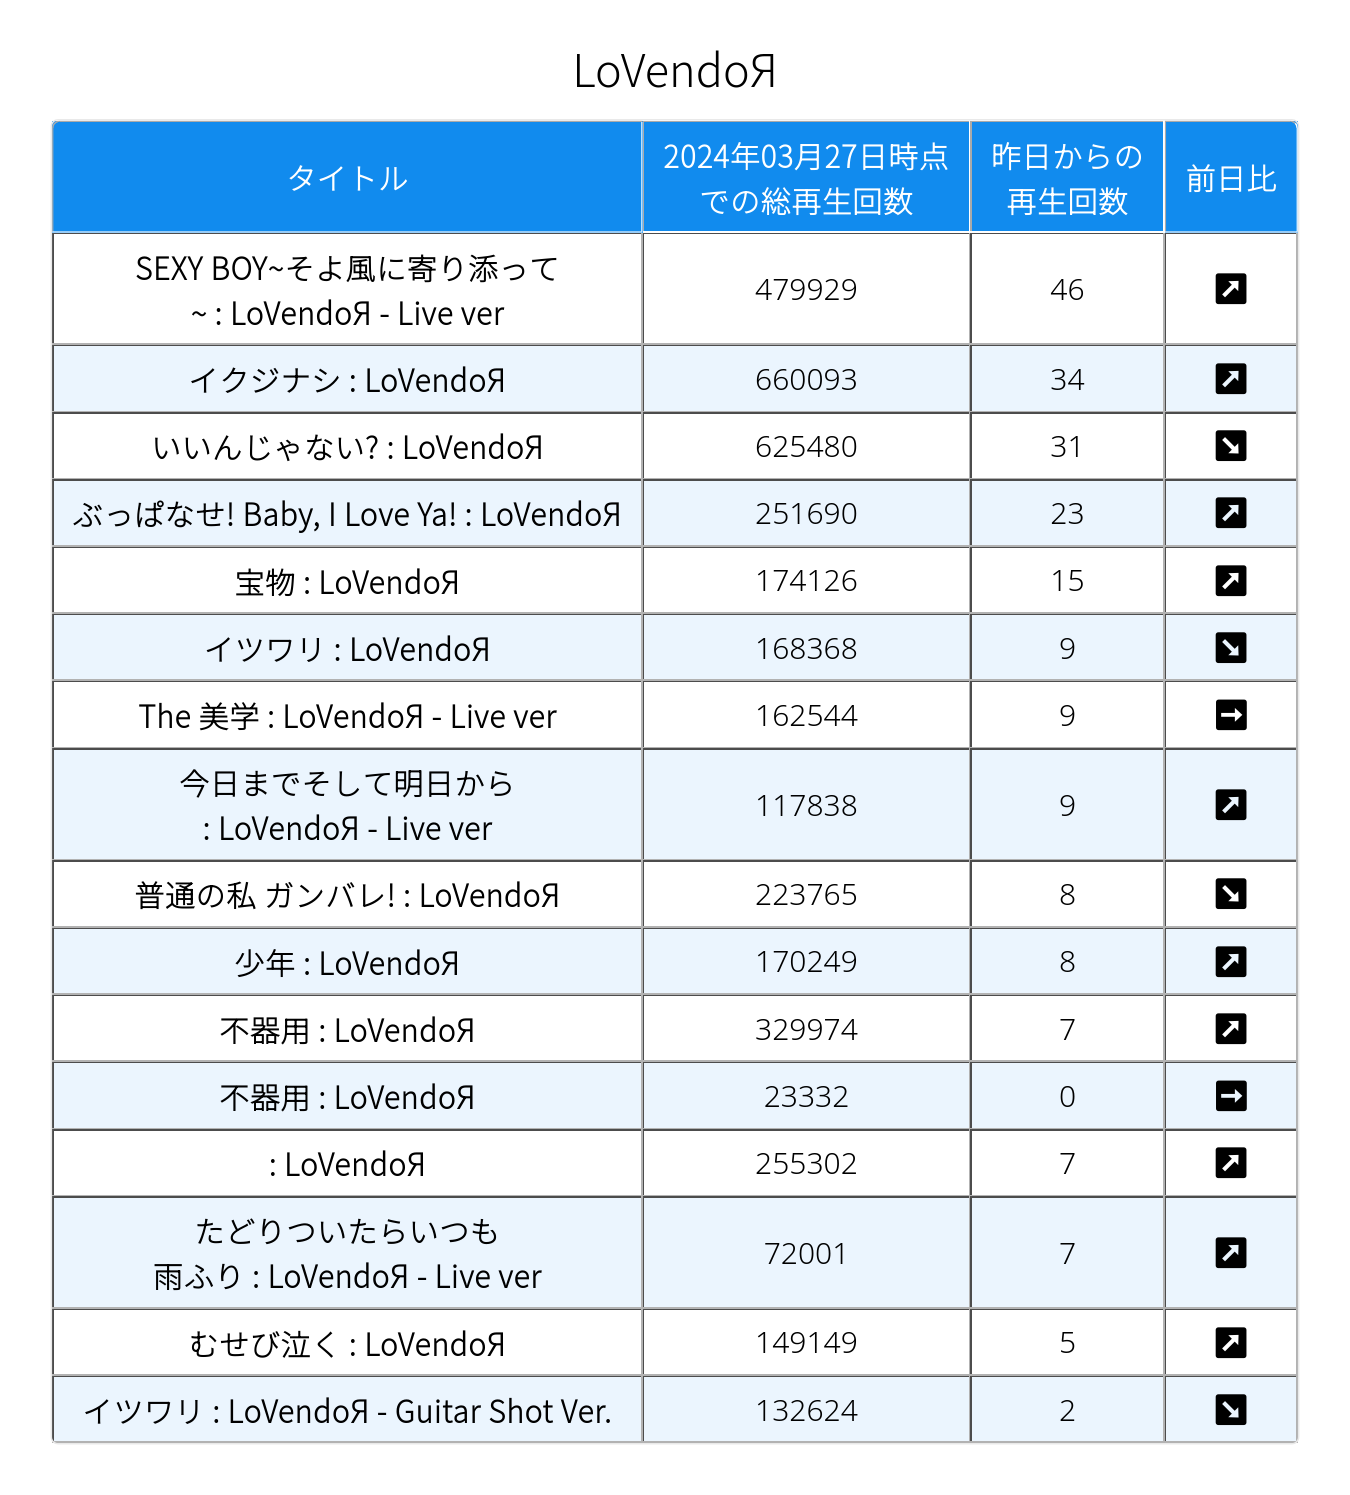 LoVendoЯ
タイトル
2024年03月27日時点
での総再生回数
昨日からの
再生回数
前日比
SEXY BOY~そよ風に寄り添って
~ : LoVendoЯ - Live ver
479929
46
イクジナシ : LoVendoЯ
660093
34
いいんじゃない? : LoVendoЯ
625480
31
ぶっぱなせ! Baby, I Love Ya! : LoVendoЯ
251690
23
宝物 : LoVendoЯ
174126
15
イツワリ : LoVendoЯ
168368
9
The 美学 : LoVendoЯ - Live ver
162544
9
今日までそして明日から
: LoVendoЯ - Live ver
117838
9
普通の私 ガンバレ! : LoVendoЯ
223765
8
少年 : LoVendoЯ
170249
8
不器用 : LoVendoЯ
329974
7
不器用 : LoVendoЯ
23332
0
: LoVendoЯ
255302
7
たどりついたらいつも
雨ふり : LoVendoЯ - Live ver
72001
7
むせび泣く : LoVendoЯ
149149
5
イツワリ : LoVendoЯ - Guitar Shot Ver.
132624
2